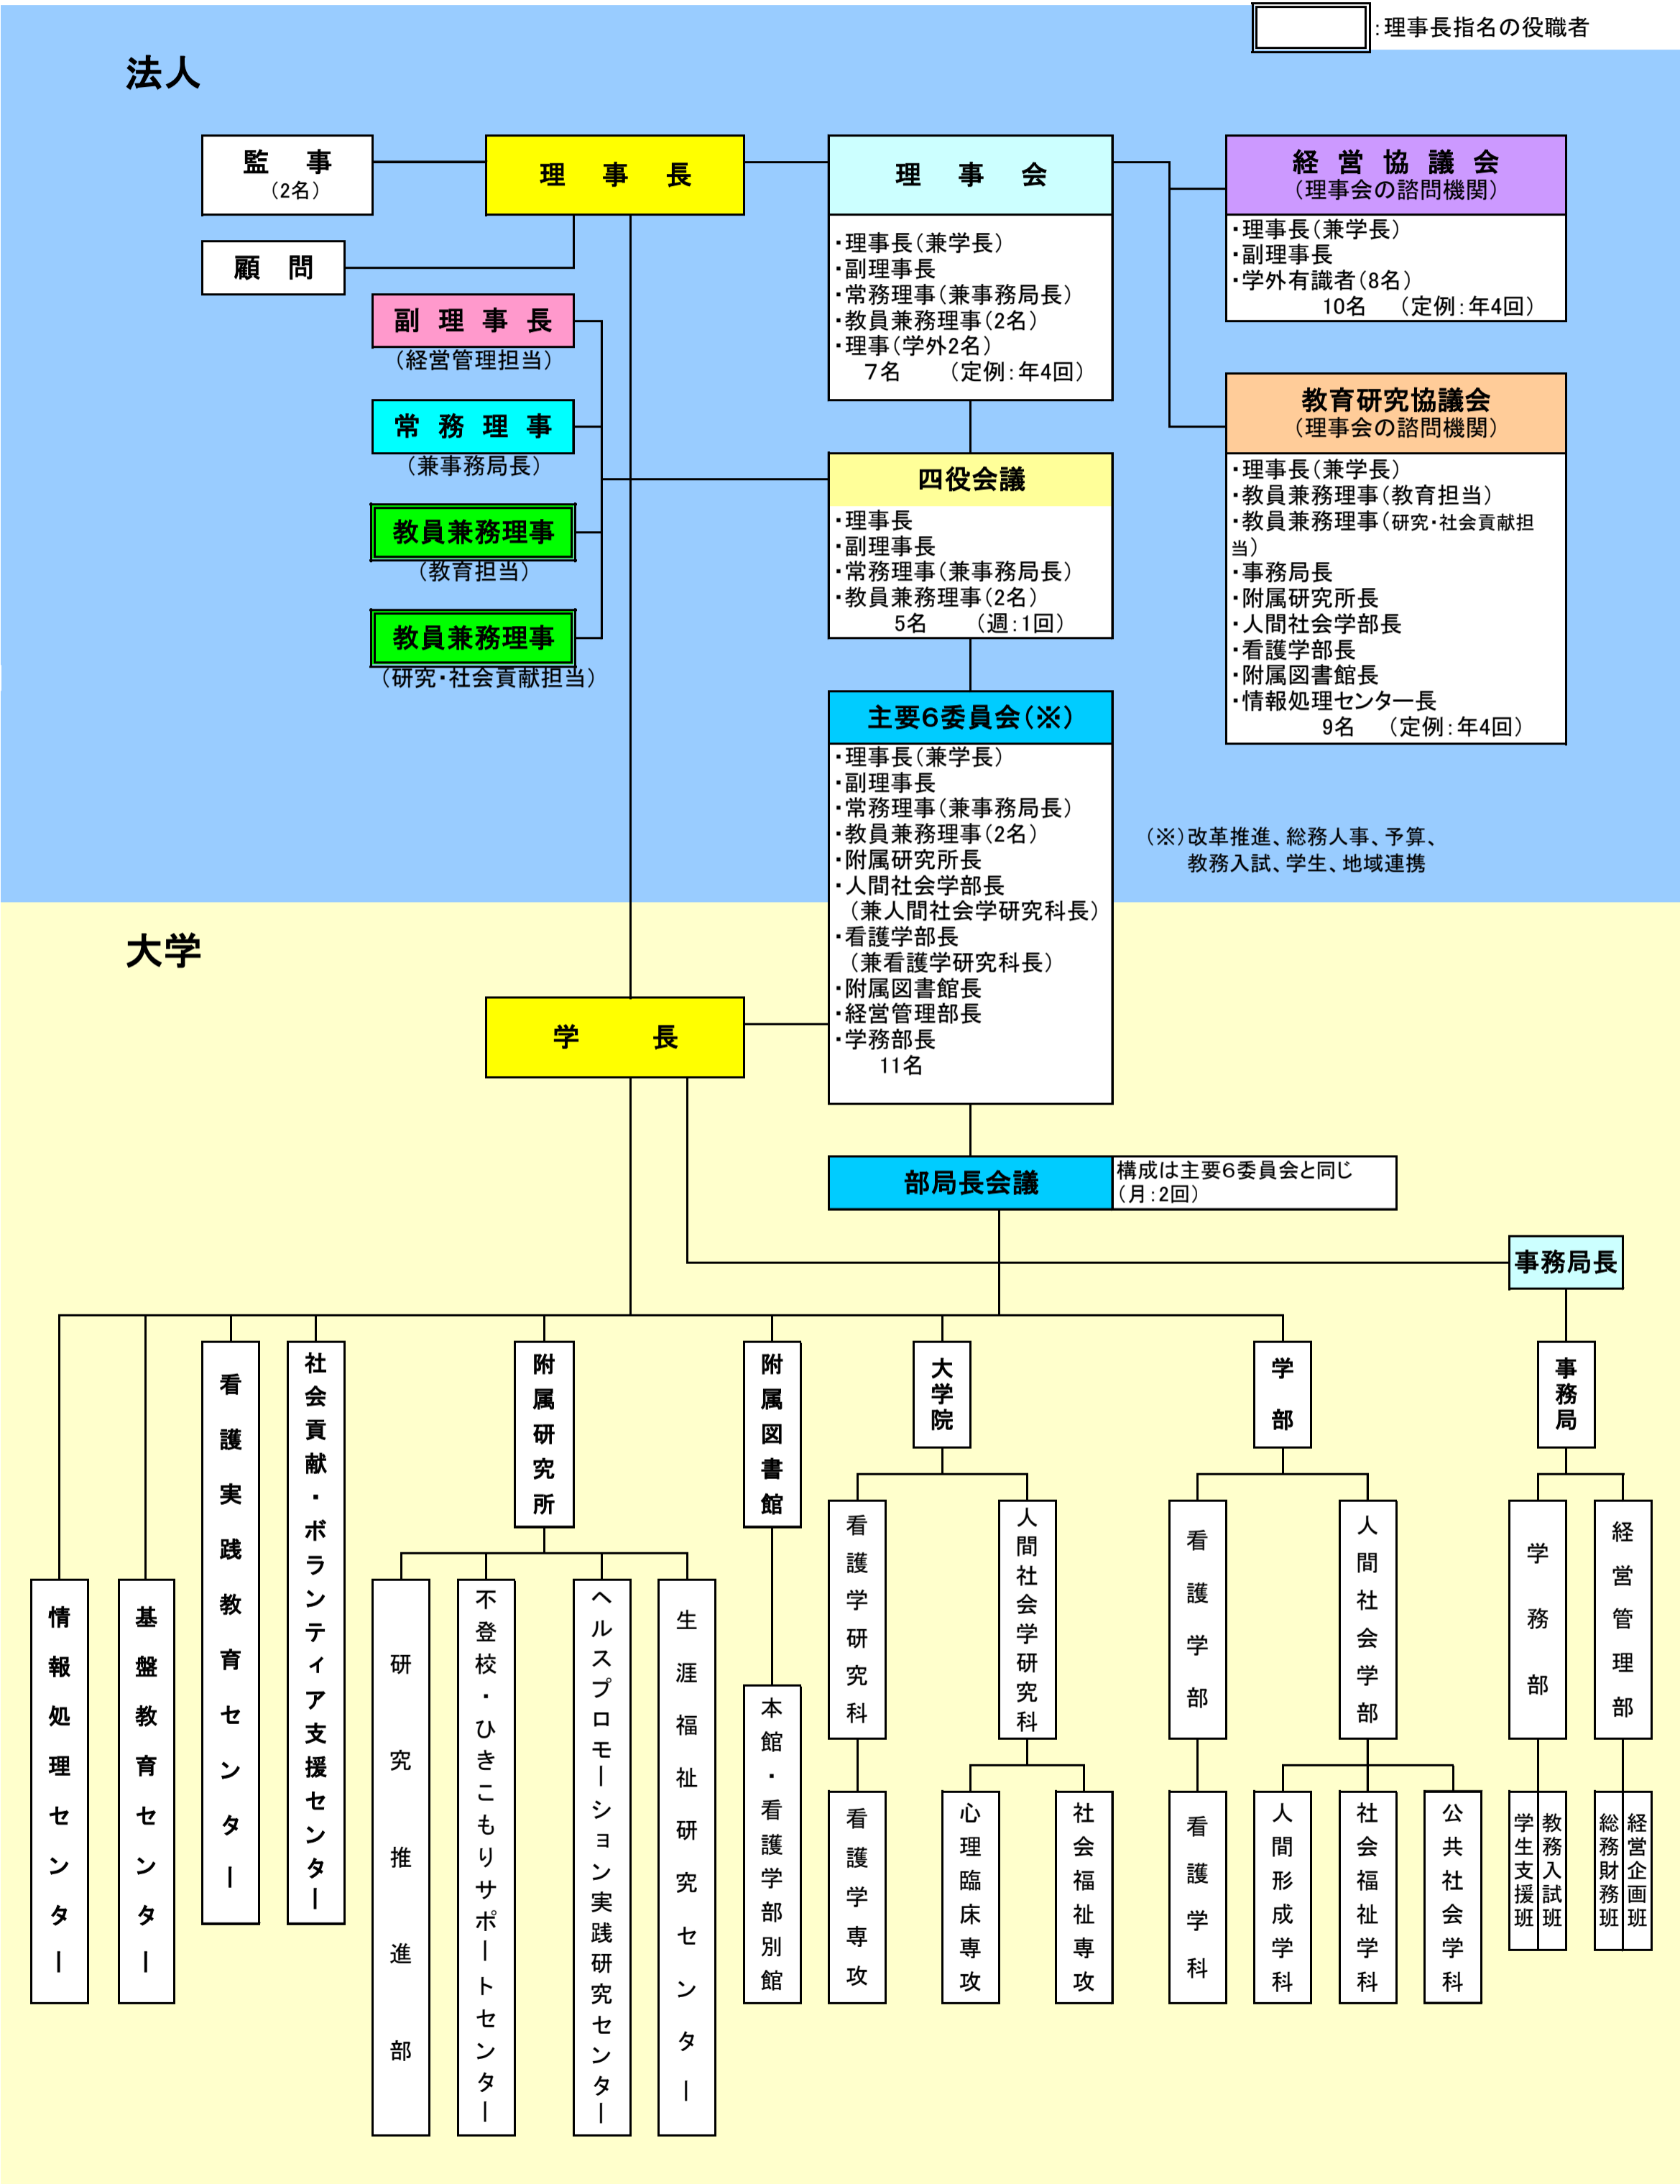 ：理事長指名の役職者
法人
監　事
（2名）
理　事　長
理　事　会
・理事長（兼学長）
・副理事長
・常務理事（兼事務局長）
・教員兼務理事（2名）
・理事（学外2名）
7名　（定例：年4回）
経 営 協 議 会
（理事会の諮問機関）
・理事長（兼学長）
・副理事長
・学外有識者（8名）
10名　（定例：年4回）
顧　問
副 理 事 長
（経営管理担当）
常 務 理 事
（兼事務局長）
教員兼務理事
（教育担当）
教員兼務理事
（研究・社会貢献担当）
教育研究協議会
（理事会の諮問機関）
・理事長（兼学長）
・教員兼務理事（教育担当）
・教員兼務理事（研究・社会貢献担
当）
・事務局長
・附属研究所長
・人間社会学部長
・看護学部長
・附属図書館長
・情報処理センター長
9名　（定例：年4回）
四役会議
・理事長
・副理事長
・常務理事（兼事務局長）
・教員兼務理事（2名）
5名　（週：1回）
主要６委員会（※）
・理事長（兼学長）
・副理事長
・常務理事（兼事務局長）
・教員兼務理事（2名）
・附属研究所長
・人間社会学部長
（兼人間社会学研究科長）
・看護学部長
（兼看護学研究科長）
・附属図書館長
・経営管理部長
・学務部長
11名
（※）改革推進、総務人事、予算、
教務入試、学生、地域連携
大学
学　長
部局長会議
構成は主要６委員会と同じ
（月：2回）
事務局長
情報処理センター
基盤教育センター
看護実践教育センター
社会貢献・ボランティア支援センター
附属研究所
研究推進部
不登校・ひきこもりサポートセンター
ヘルスプロモーション実践研究センター
生涯福祉研究センター
附属図書館
本館・看護学部別館
大学院
看護学研究科
看護学専攻
人間社会学研究科
心理臨床専攻
社会福祉専攻
学部
看護学部
看護学科
人間社会学部
人間形成学科
社会福祉学科
公共社会学科
事務局
学務部
学生支援班
教務入試班
経営管理部
総務財務班
経営企画班